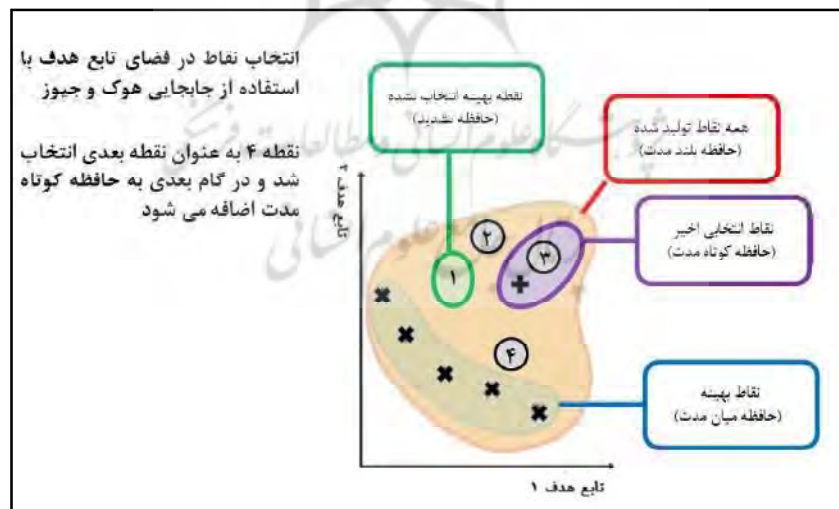 انتخاب نقاط در فضای تابع هدف با
استفاده از جابجایی هوک و جیوز
نقطه ۴ به عنوان نقطه بعدی انتخاب
شد و در گام بعدی به حافظه کوتاه
مدت اضافه می شود
نقطه بهینه انتخاب نشده
(حافظه تشدید)
همه نقاط تولید شده
(حافظه بلند مدت)
نقاط انتخابی اخیر
(حافظه کوتاه مدت)
نقاط بهینه
(حافظه میان مدت)
تابع هدف ۲
۲
۳
۱
۴
تابع هدف ۱